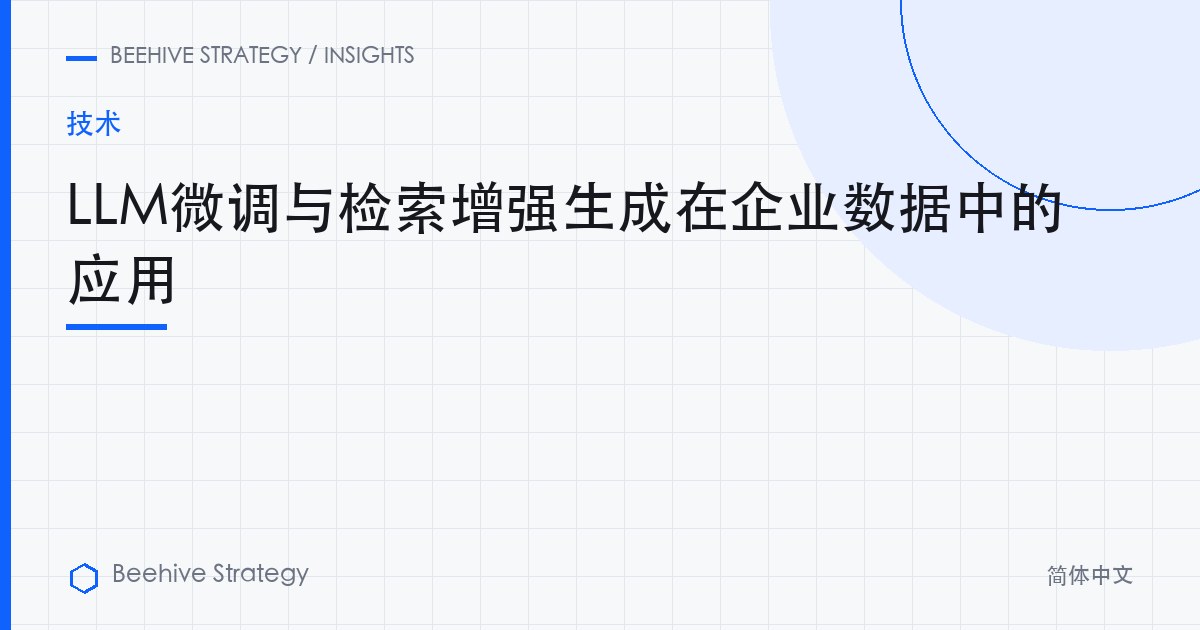 BEEHIVE STRATEGY / INSIGHTS
技术
LLM微调与检索增强生成在企业数据中的
应用
Beehive Strategy
简体中文